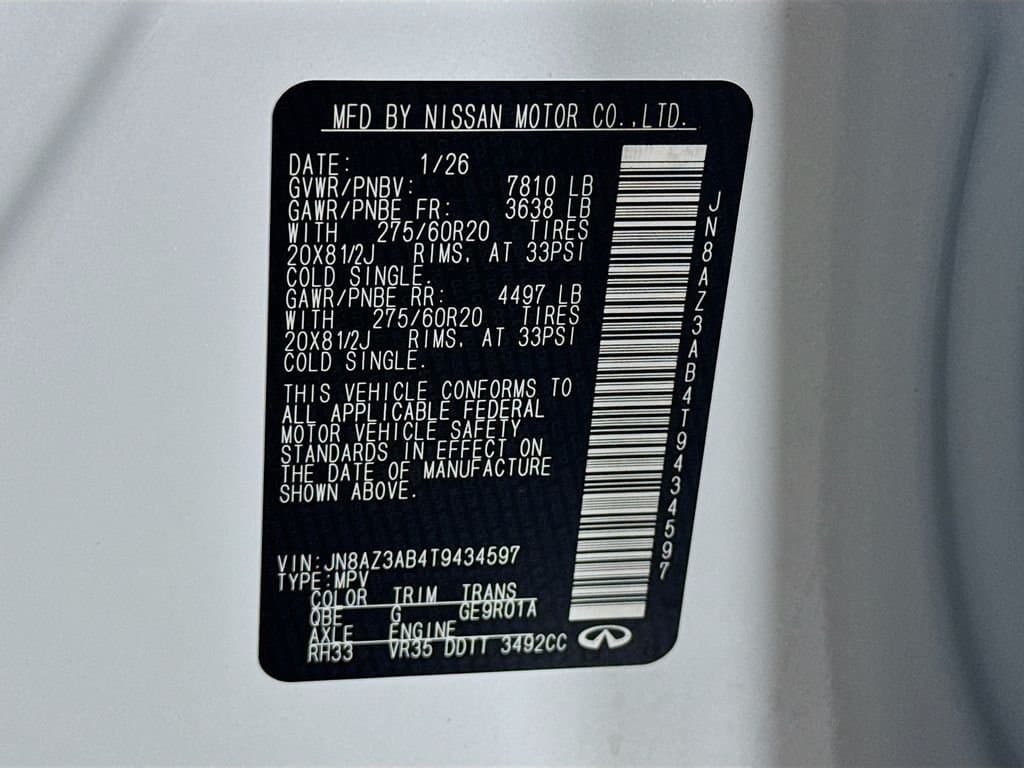 MFD BY NISSAN MOTOR CO.,LTD.
DATE: 1/26
GVWR/PNBV: 7810 LB
GAWR/PNBE FR: 3638 LB
WITH 275/60R20 TIRES
20X81/2J RIMS, AT 33PSI
COLD SINGLE.
GAWR/PNBE RR: 4497 LB
WITH 275/60R20 TIRES
20X81/2J RIMS, AT 33PSI
COLD SINGLE.
THIS VEHICLE CONFORMS TO
ALL APPLICABLE FEDERAL
MOTOR VEHICLE SAFETY
STANDARDS IN EFFECT ON
THE DATE OF MANUFACTURE
SHOWN ABOVE.
VIN:JN8AZ3AB4T9434597
TYPE:MPV
COLOR TRIM TRANS
QBE G GE9R01A
AXLE ENGINE
RH33 VR35 DDTT 3492CC
JN8AZ3AB4T9434597